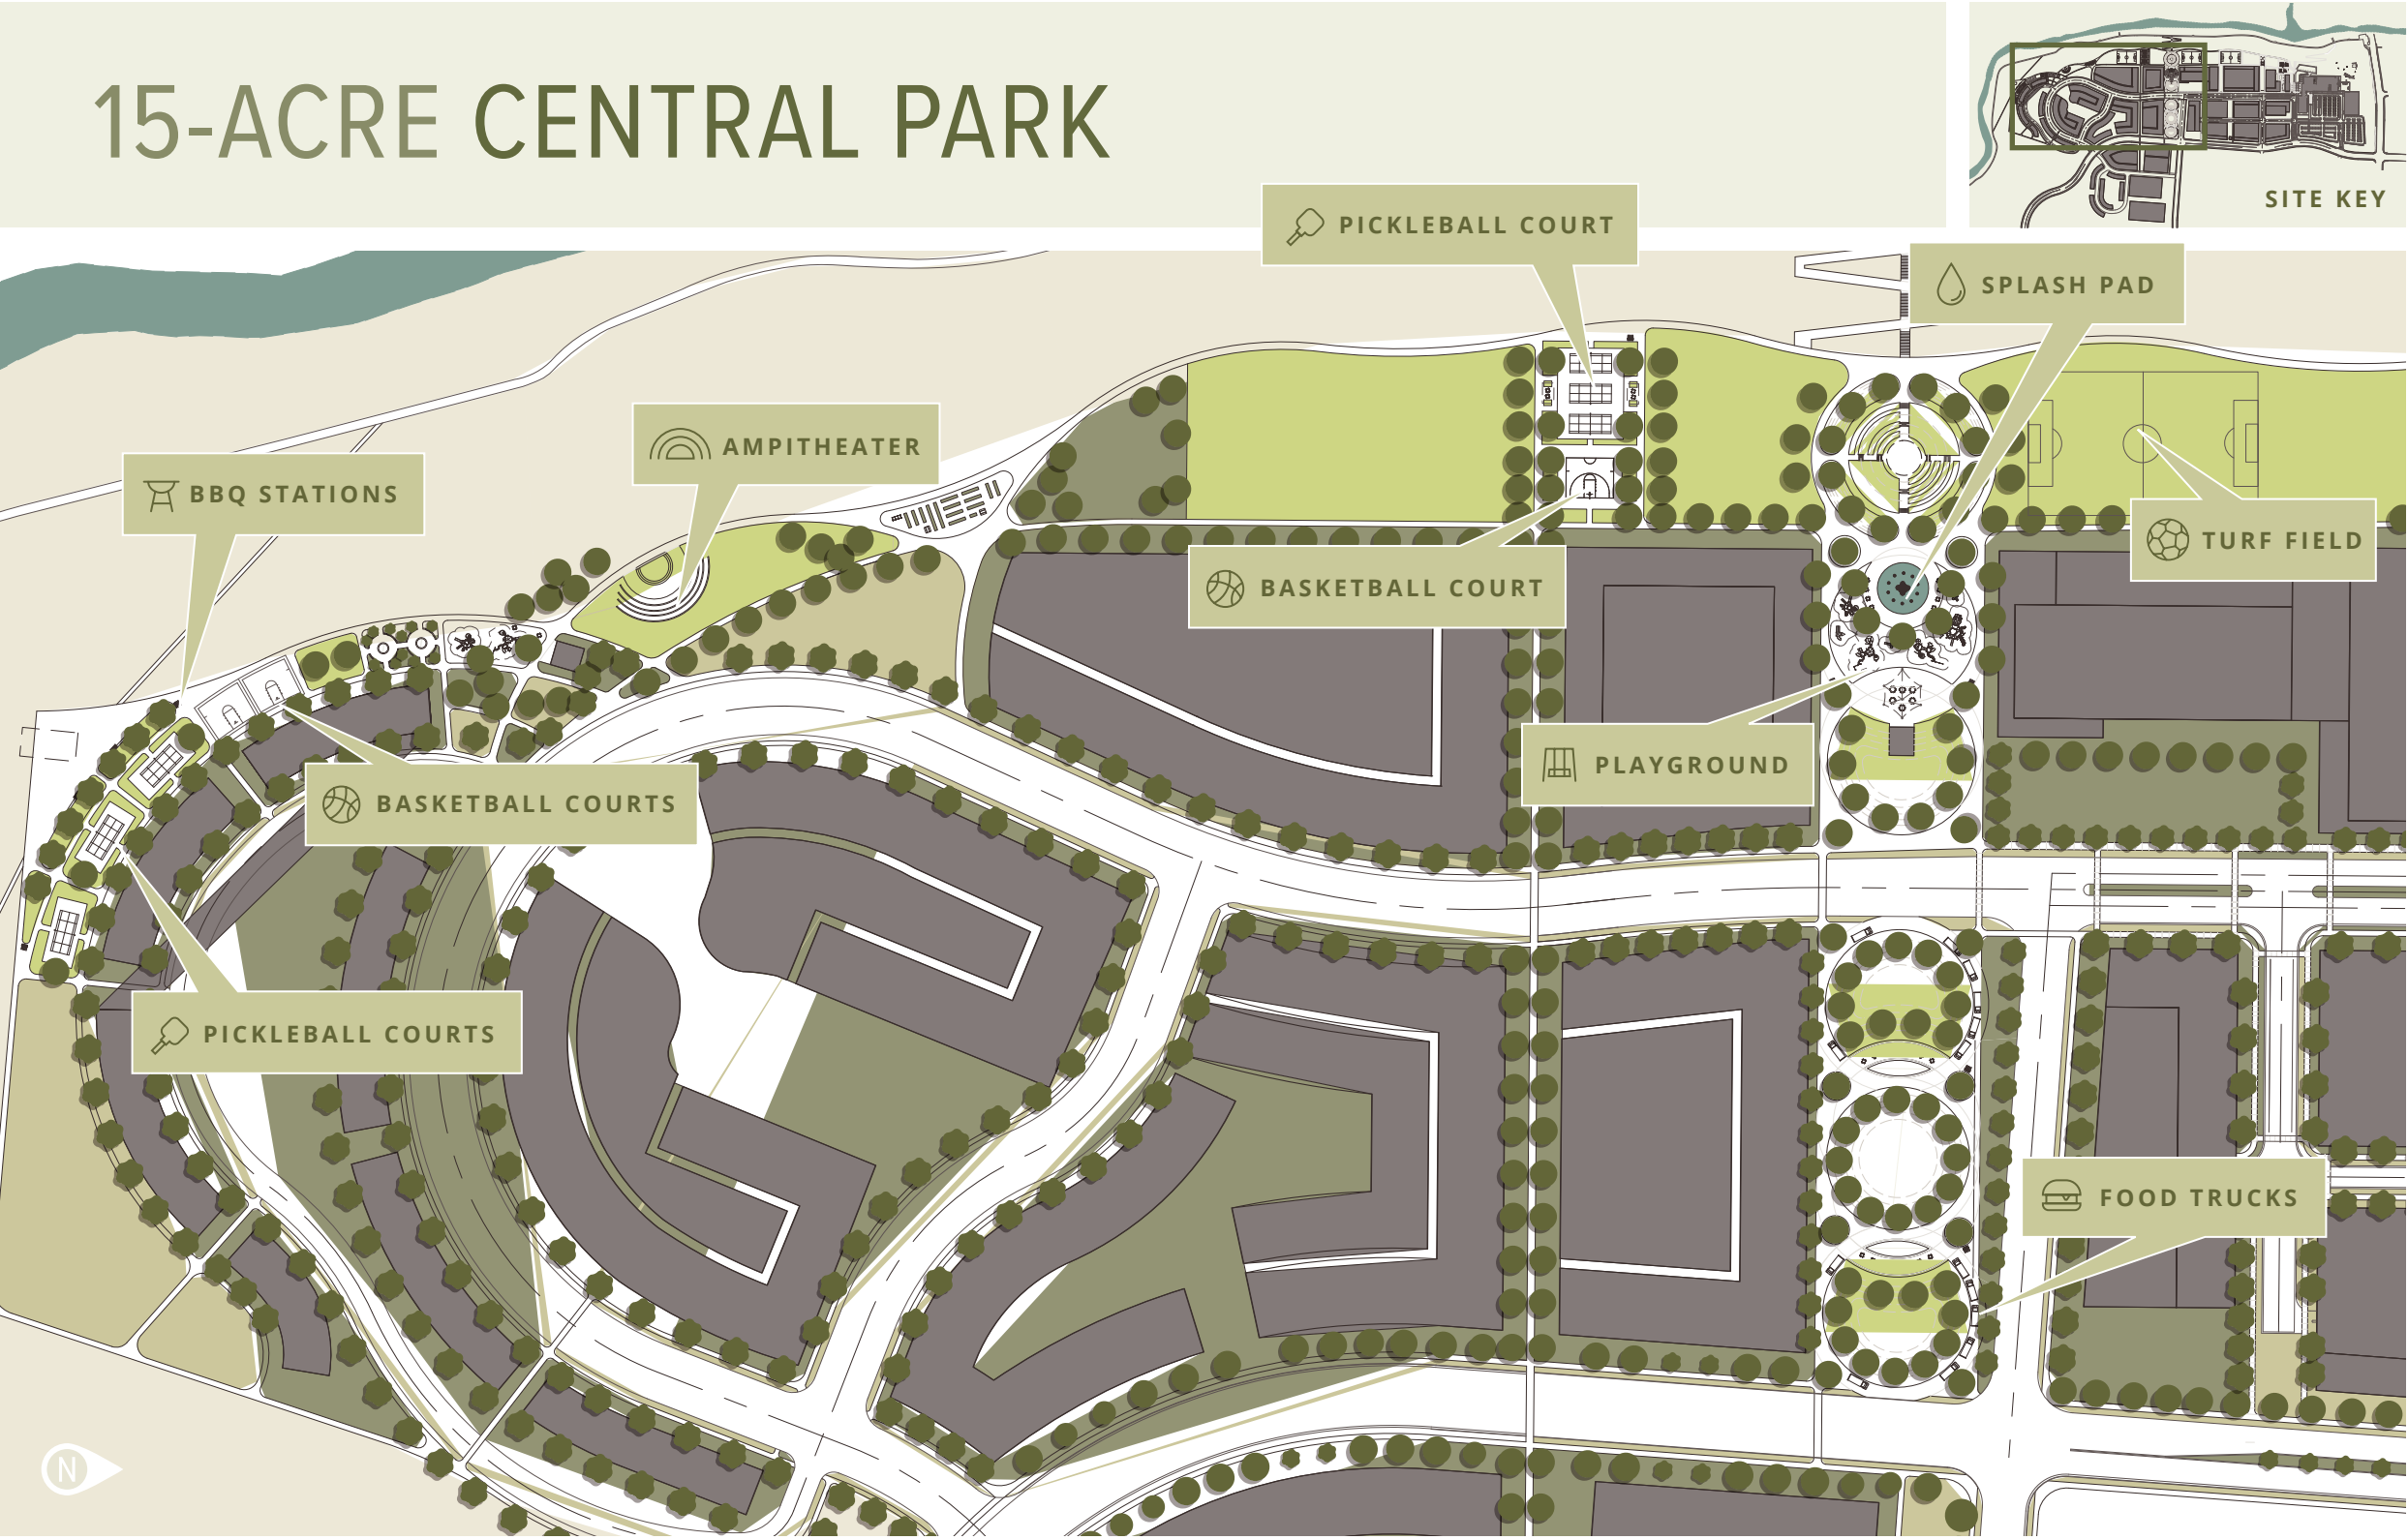 15-ACRE CENTRAL PARK
SITE KEY
PICKLEBALL COURT
SPLASH PAD
AMPITHEATER
BBQ STATIONS
TURF FIELD
BASKETBALL COURT
PLAYGROUND
BASKETBALL COURTS
PICKLEBALL COURTS
FOOD TRUCKS
N